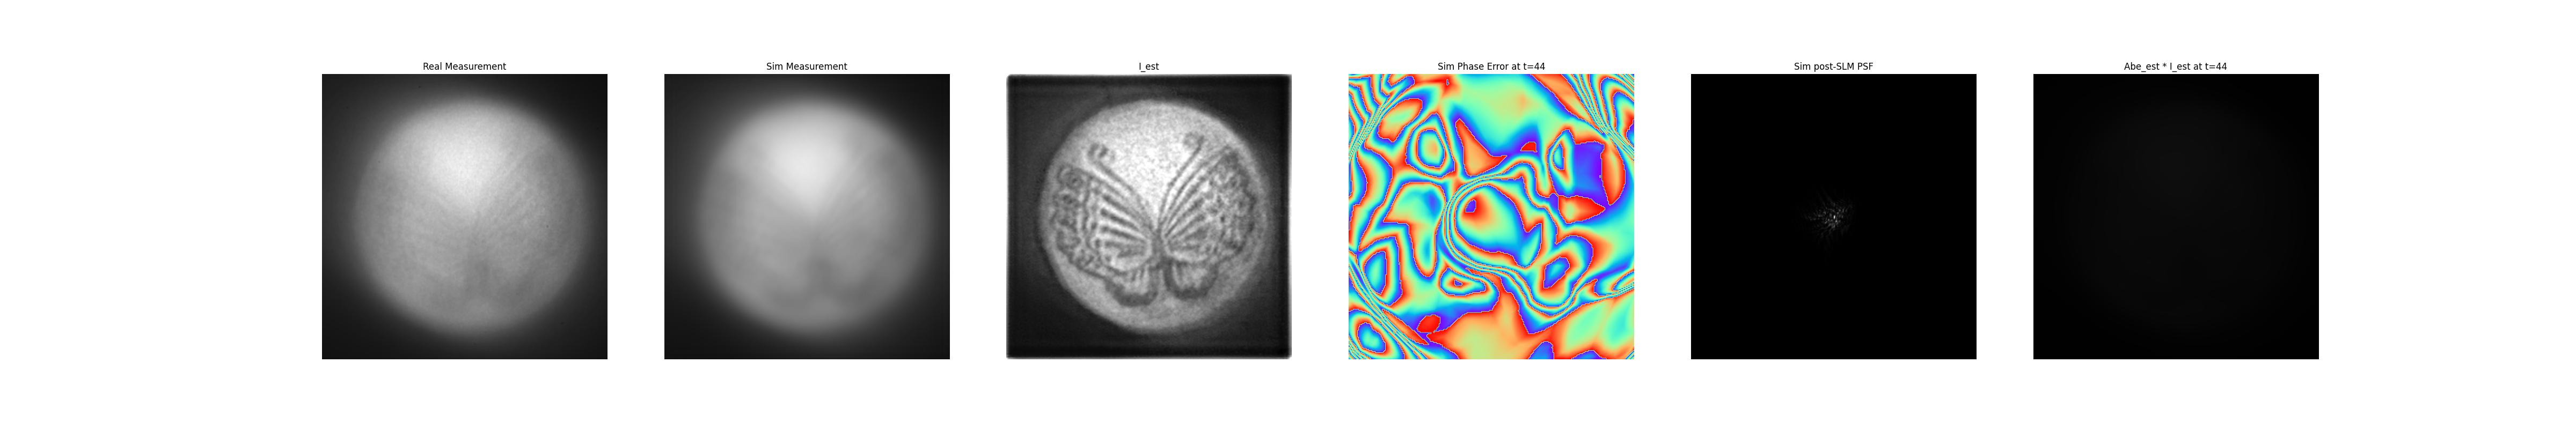 Real Measurement
Sim Measurement
I_est
Sim Phase Error at t=44
Sim post-SLM PSF
Abe_est * I_est at t=44